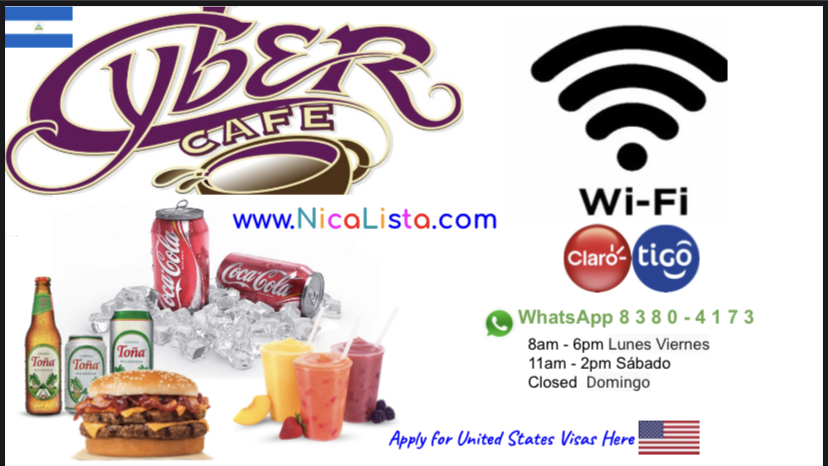 CyBER
CAFE
Wi-Fi
www.NicaLista.com
Claro
tigo
Coca-Cola
Coca-Cola
WhatsApp 8 3 8 0 - 4 1 7 3
8am - 6pm Lunes Viernes
11am - 2pm Sábado
Closed Domingo
Toña
Toña
Toña
Apply for United States Visas Here